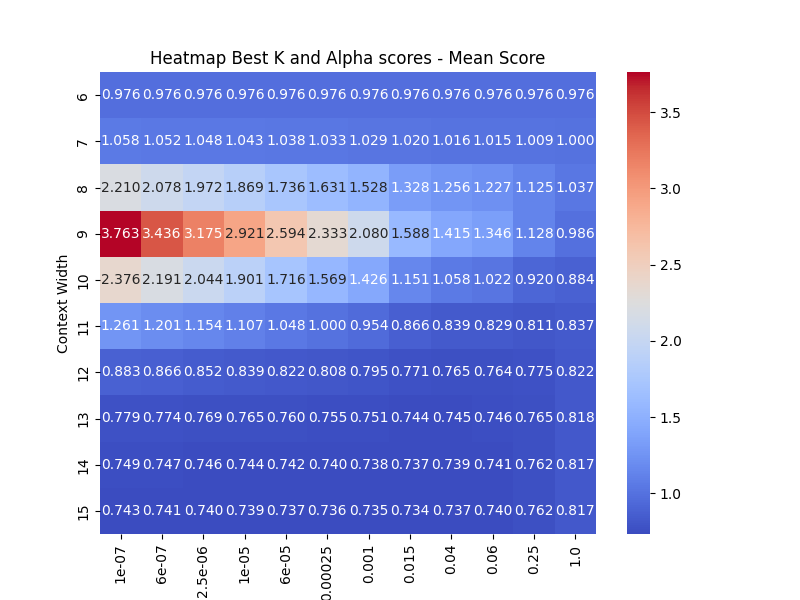 Heatmap Best K and Alpha scores - Mean Score
Context Width
6 0.976 0.976 0.976 0.976 0.976 0.976 0.976 0.976 0.976 0.976 0.976 0.976
7 1.058 1.052 1.048 1.043 1.038 1.033 1.029 1.020 1.016 1.015 1.009 1.000
8 2.210 2.078 1.972 1.869 1.736 1.631 1.528 1.328 1.256 1.227 1.125 1.037
9 3.763 3.436 3.175 2.921 2.594 2.333 2.080 1.588 1.415 1.346 1.128 0.986
10 2.376 2.191 2.044 1.901 1.716 1.569 1.426 1.151 1.058 1.022 0.920 0.884
11 1.261 1.201 1.154 1.107 1.048 1.000 0.954 0.866 0.839 0.829 0.811 0.837
12 0.883 0.866 0.852 0.839 0.822 0.808 0.795 0.771 0.765 0.764 0.775 0.822
13 0.779 0.774 0.769 0.765 0.760 0.755 0.751 0.744 0.745 0.746 0.765 0.818
14 0.749 0.747 0.746 0.744 0.742 0.740 0.738 0.737 0.739 0.741 0.762 0.817
15 0.743 0.741 0.740 0.739 0.737 0.736 0.735 0.734 0.737 0.740 0.762 0.817
1e-07 6e-07 2.5e-06 1e-05 6e-05 0.00025 0.001 0.015 0.04 0.06 0.25 1.0
3.5
3.0
2.5
2.0
1.5
1.0